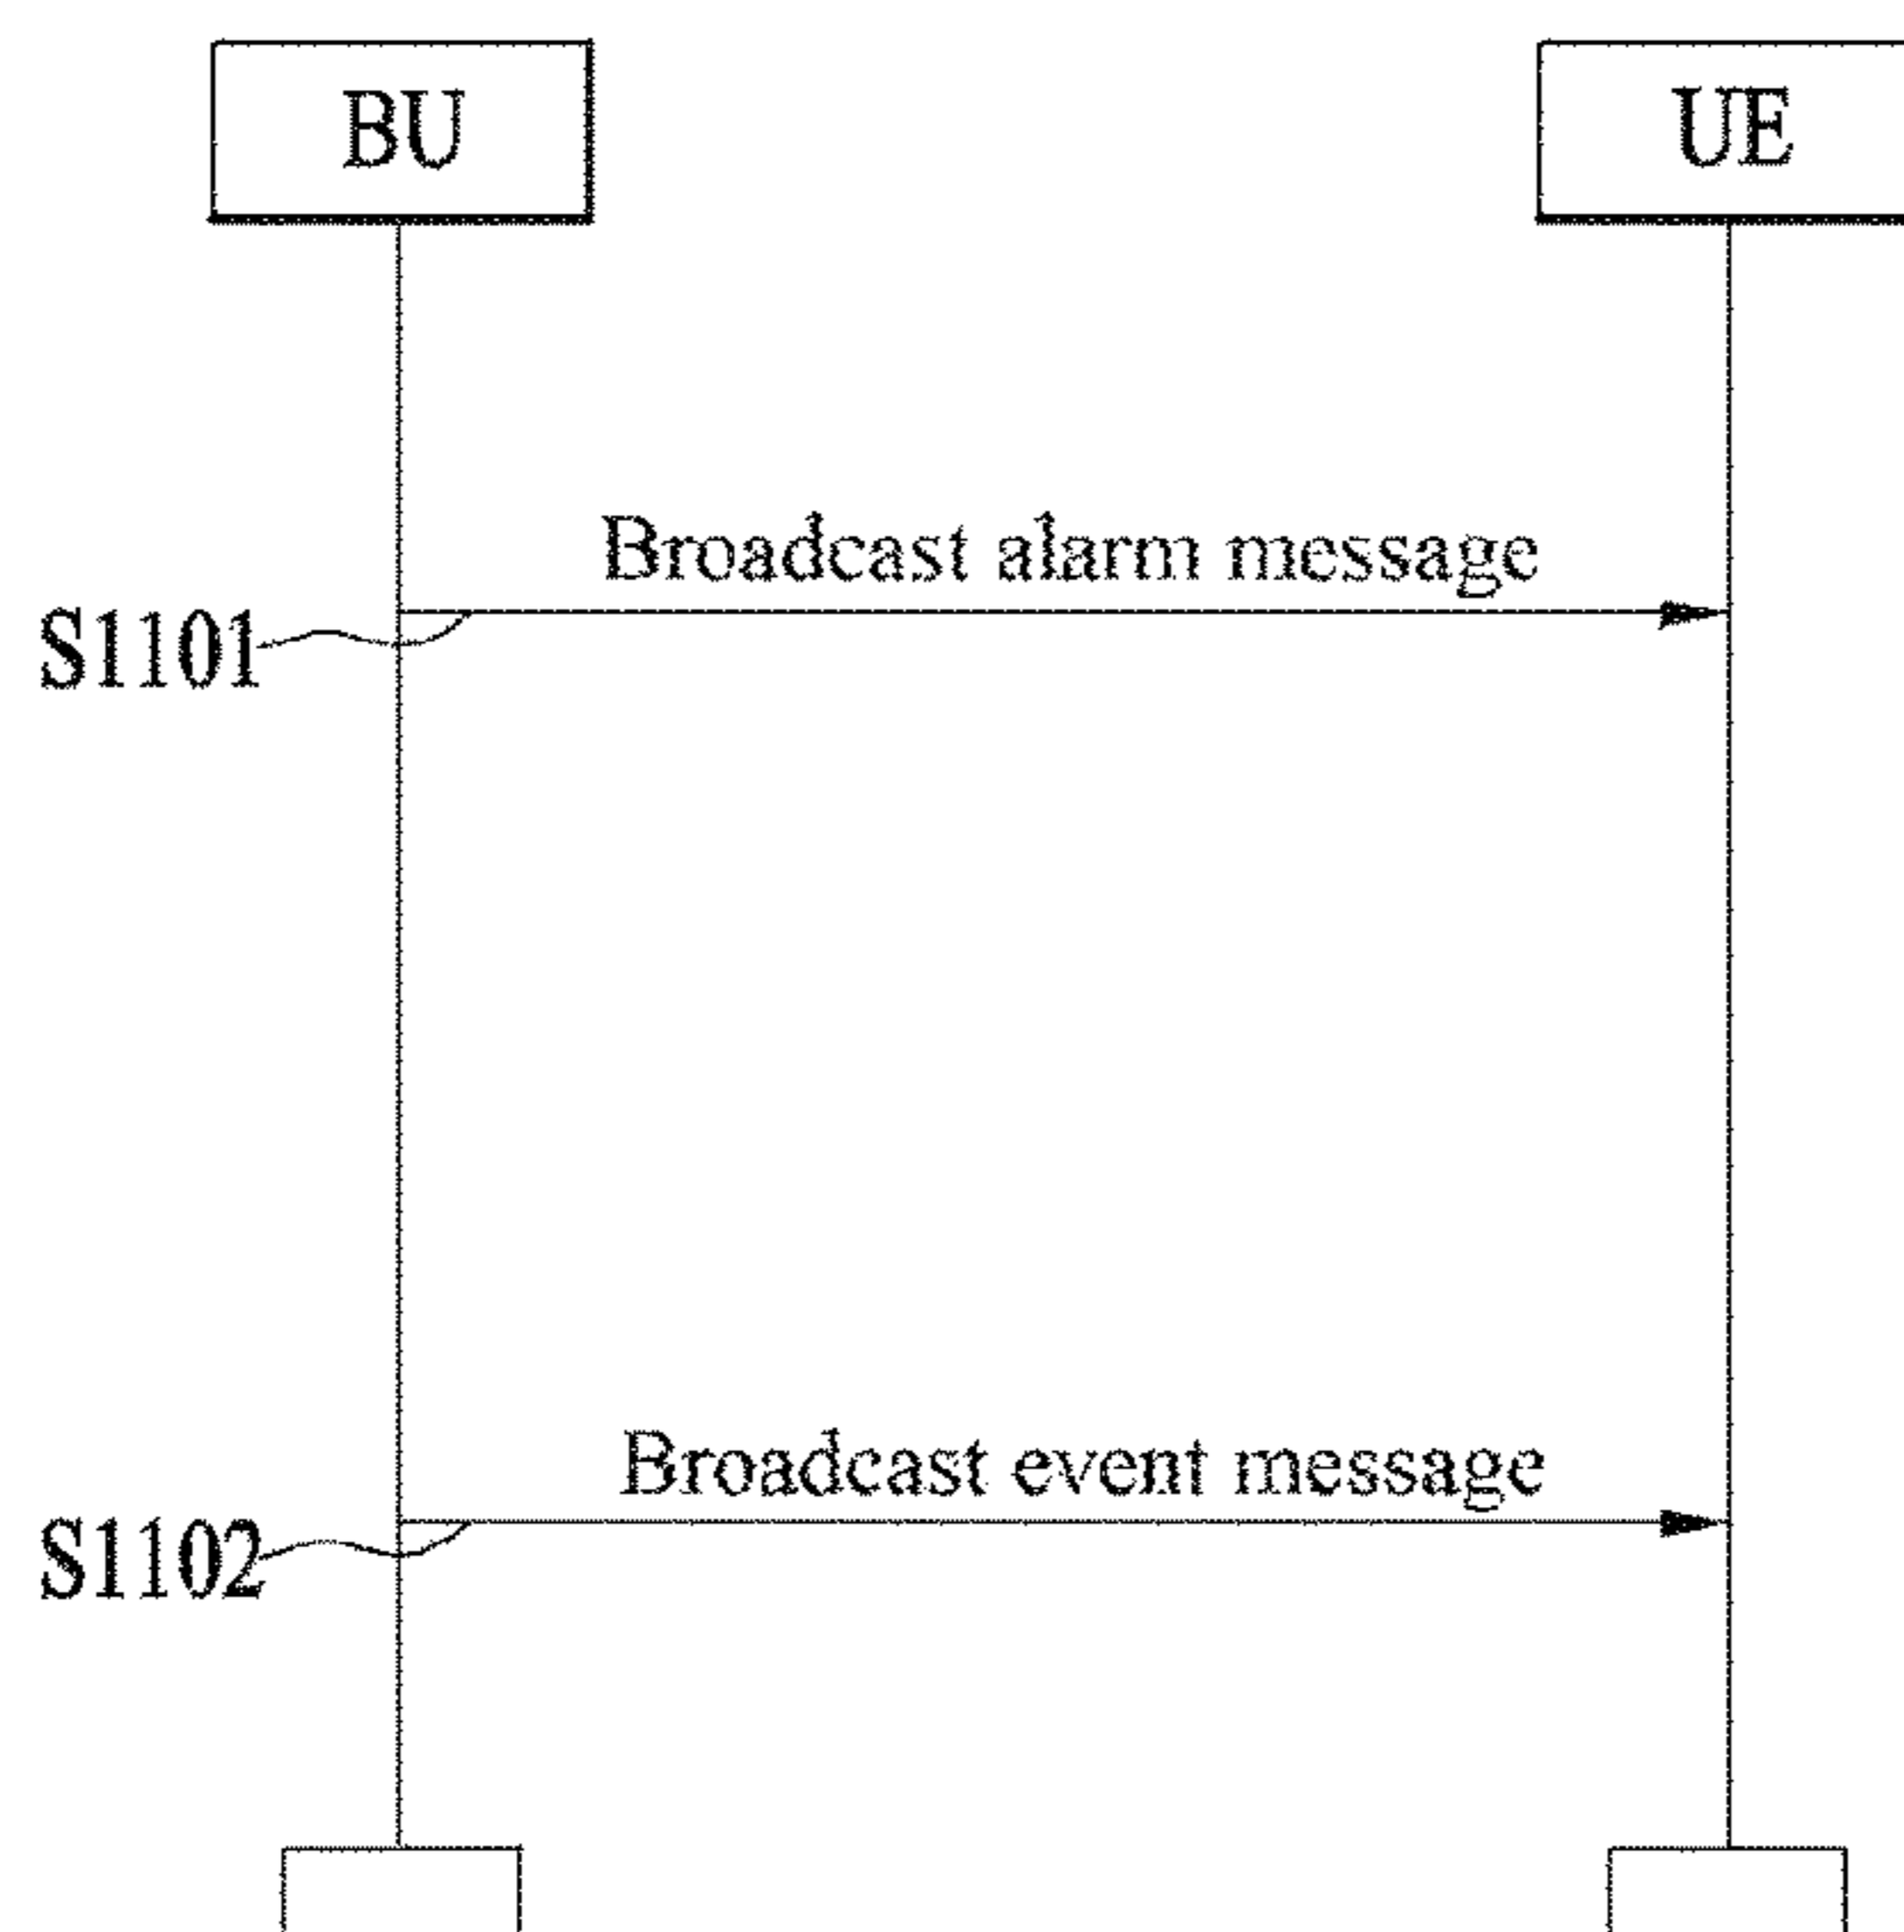 BU
UE
Broadcast alarm message
S1101
Broadcast event message
S1102